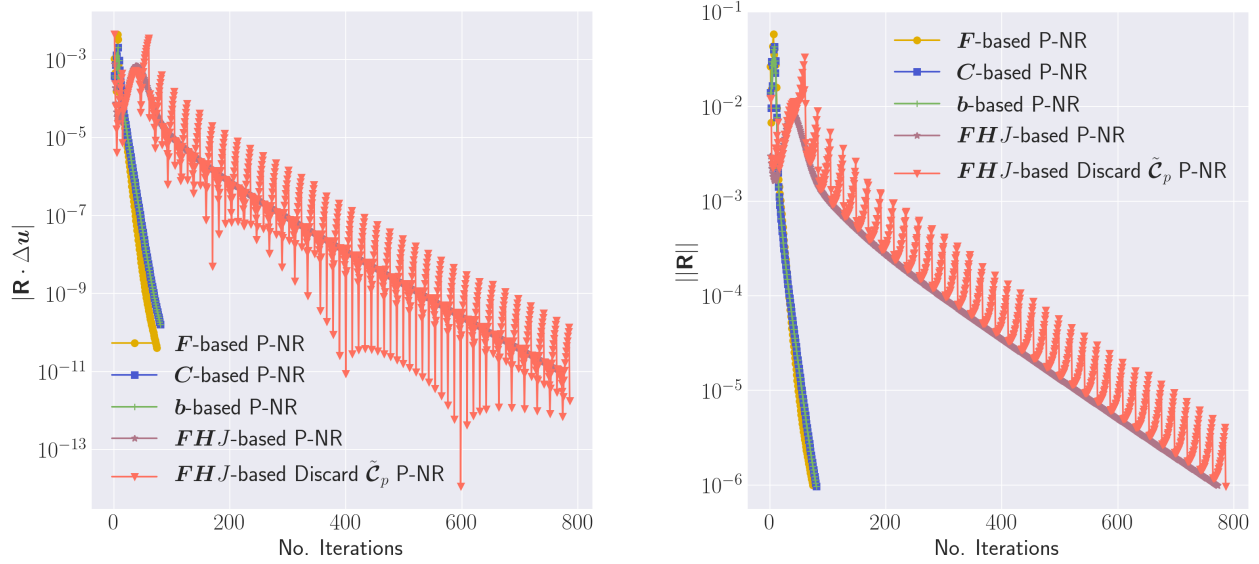 10⁻³
10⁻⁵
10⁻⁷
10⁻⁹
10⁻¹¹
10⁻¹³
|R · Δu|
F-based P-NR
C-based P-NR
b-based P-NR
FHJ-based P-NR
FHJ-based Discard C̃ₚ P-NR
0 200 400 600 800
No. Iterations
10⁻¹
10⁻²
10⁻³
10⁻⁴
10⁻⁵
10⁻⁶
||R||
F-based P-NR
C-based P-NR
b-based P-NR
FHJ-based P-NR
FHJ-based Discard C̃ₚ P-NR
0 200 400 600 800
No. Iterations